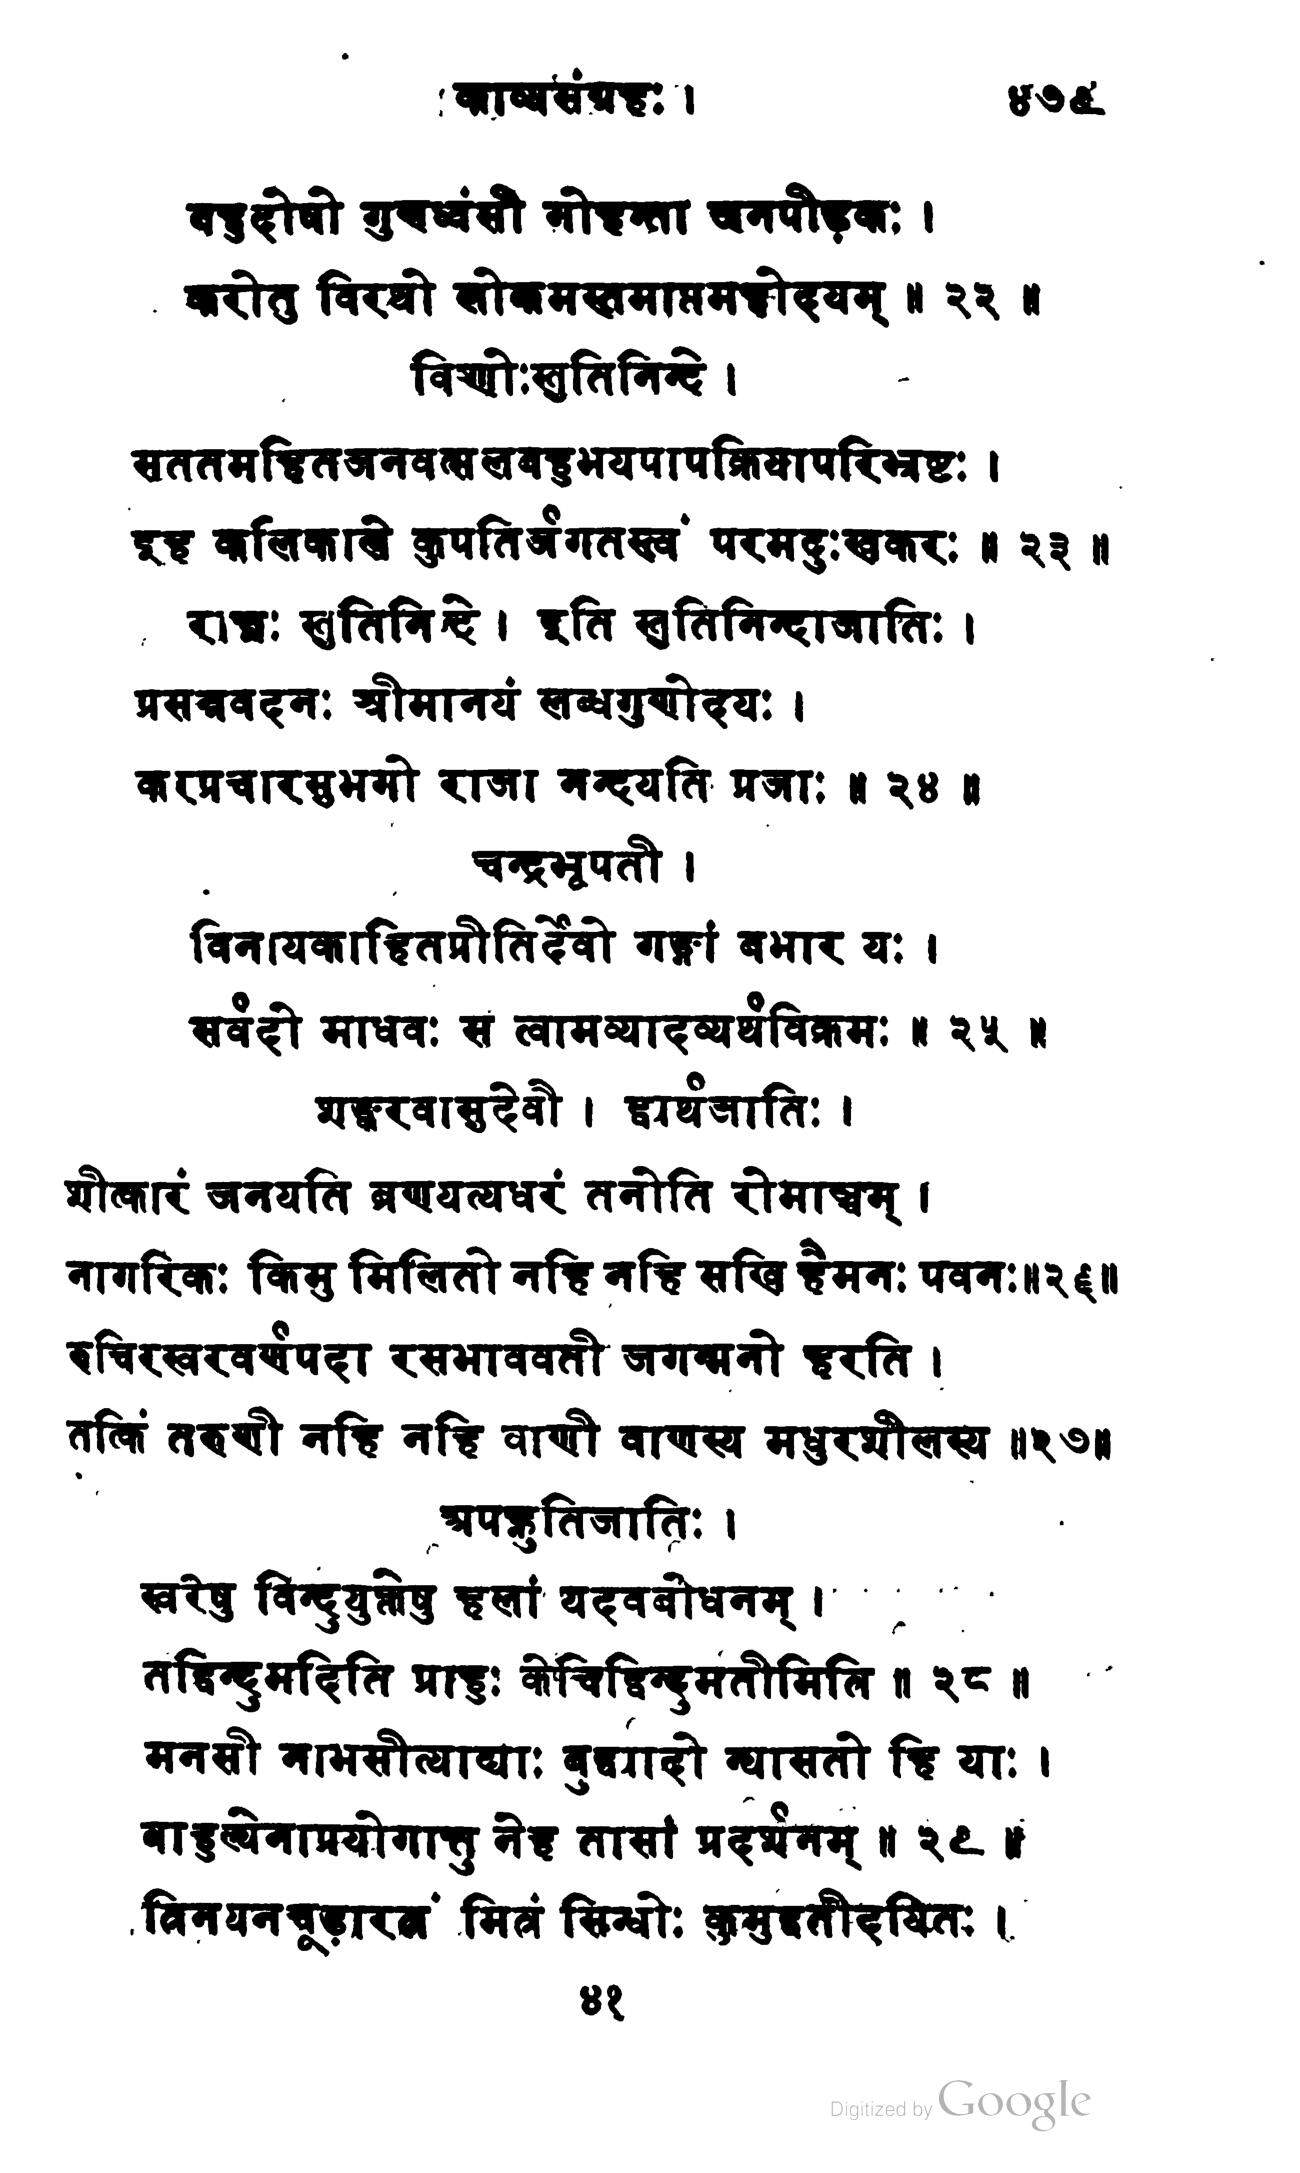 काव्यसंग्रहः । ४७९
बहुदोषो गुणध्वंसी गोहन्ता जनपीड़कः ।
करोतु विरथो लोकमस्तमाप्तमहोदयम् ॥ २२ ॥
विष्णोःस्तुतिनिन्दे ।
सततमहितजनवत्सलबहुभयपापक्रियापरिभ्रष्टः ।
इह कलिकाले कुपतिर्जगतस्त्वं परमदुःखकरः ॥ २३ ॥
राज्ञः स्तुतिनिन्दे । इति स्तुतिनिन्दाजातिः ।
प्रसन्नवदनः श्रीमानयं लब्धगुणोदयः ।
करप्रचारसुभगो राजा नन्दयति प्रजाः ॥ २४ ॥
चन्द्रभूपती ।
विनायकाहितप्रीतिर्देवो गङ्गां बभार यः ।
सर्वदो माधवः स त्वामव्यादव्यर्थविक्रमः ॥ २५ ॥
शङ्करवासुदेवौ । द्व्यर्थजातिः ।
शीत्कारं जनयति व्रणयत्यधरं तनोति रोमाञ्चम् ।
नागरिकः किमु मिलितो नहि नहि सखि हैमनः पवनः॥२६॥
रुचिरस्वरवर्णपदा रसभाववती जगन्मनो हरति ।
तत्किं तरुणी नहि नहि वाणी वाणस्य मधुरशीलस्य ॥२७॥
अपह्नुतिजातिः ।
स्वरेषु विन्दुयुक्तेषु हलां यदवबोधनम् ।
तद्विन्दुमदिति प्राहुः केचिद्विन्दुमतीमिति ॥ २८ ॥
मनसी नाभसीत्याद्याः बुद्ध्यादो न्यासतो हि याः ।
बाहुल्येनाप्रयोगात्तु नेह तासां प्रदर्शनम् ॥ २९ ॥
त्रिनयनचूड़ारत्नं मित्रं सिन्धोः कुमुद्वतीदयितः ।
४१
Digitized by Google